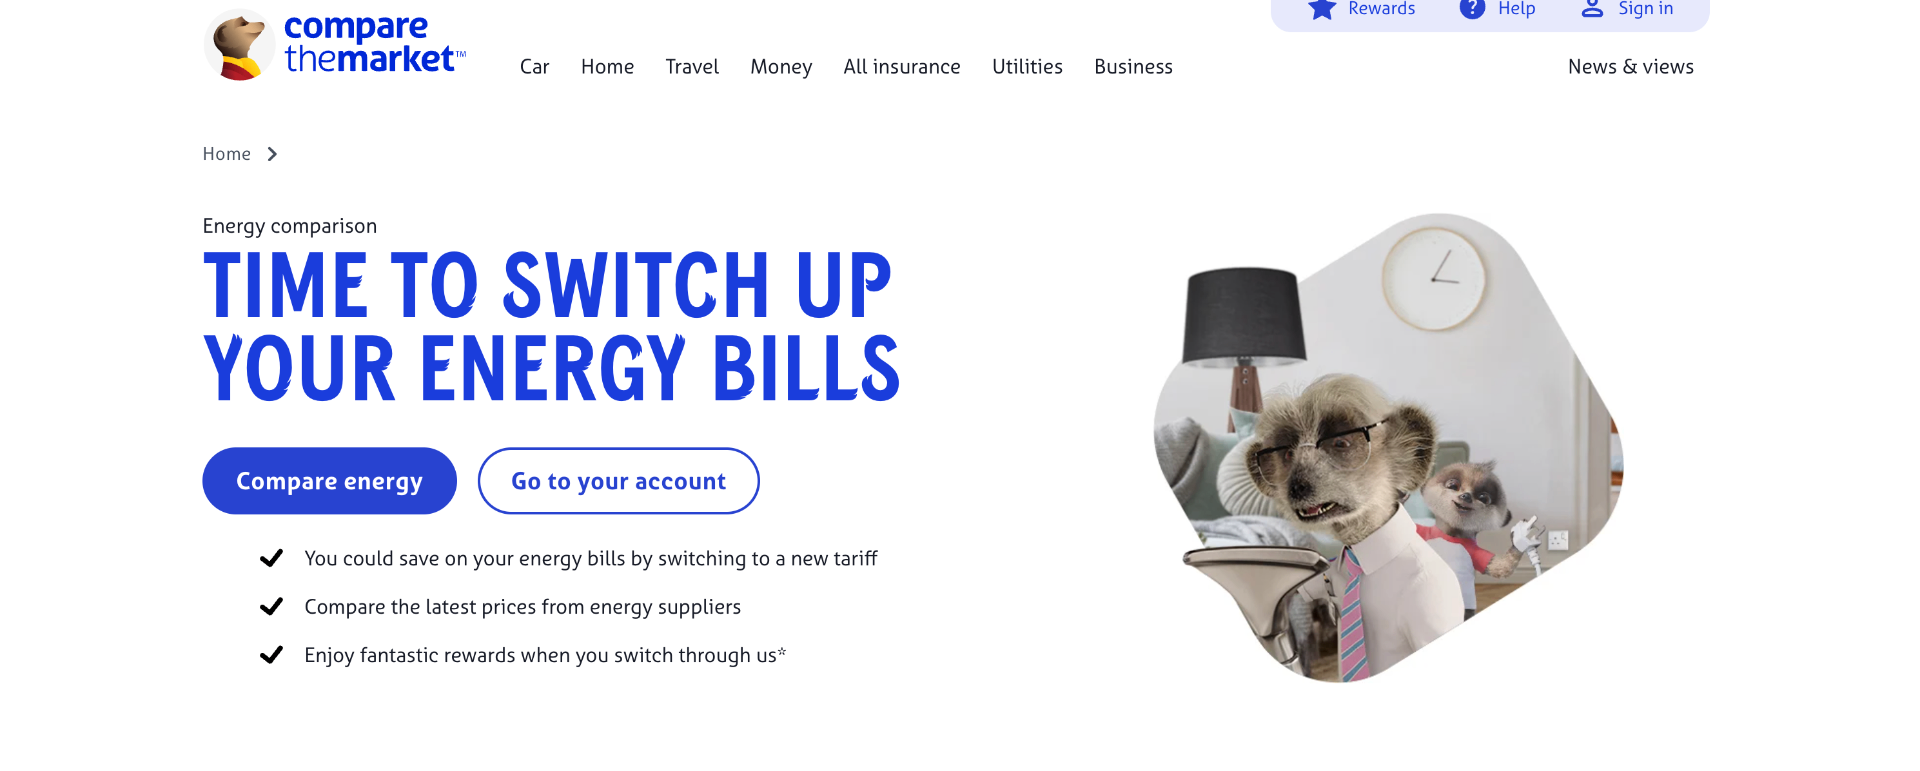 compare
themarket™
Rewards
Help
Sign in
Car
Home
Travel
Money
All insurance
Utilities
Business
News & views
Home
Energy comparison
TIME TO SWITCH UP
YOUR ENERGY BILLS
Compare energy
Go to your account
You could save on your energy bills by switching to a new tariff
Compare the latest prices from energy suppliers
Enjoy fantastic rewards when you switch through us*